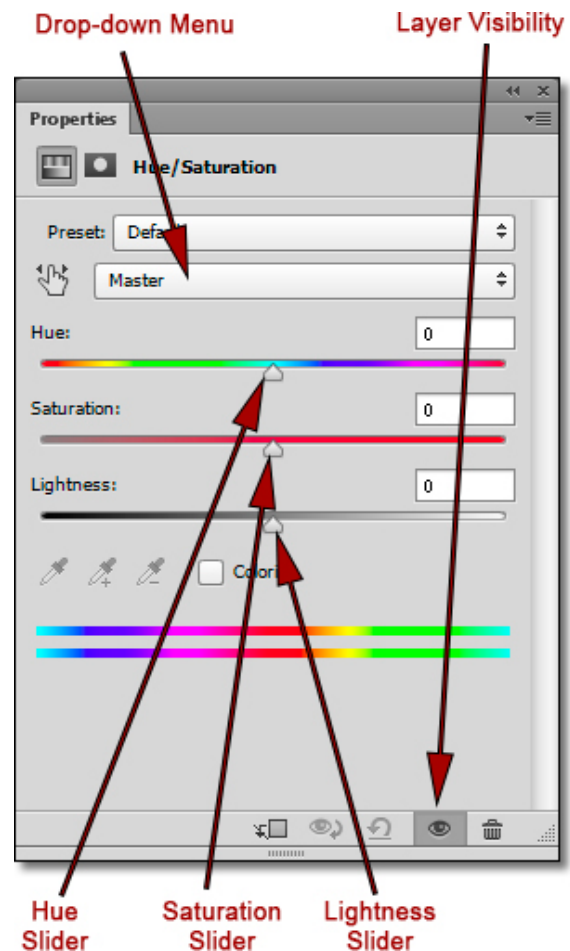 Drop-down Menu
Layer Visibility
Properties
Hue/Saturation
Preset:
Master
Hue: 0
Saturation: 0
Lightness: 0
Hue
Slider
Saturation
Slider
Lightness
Slider